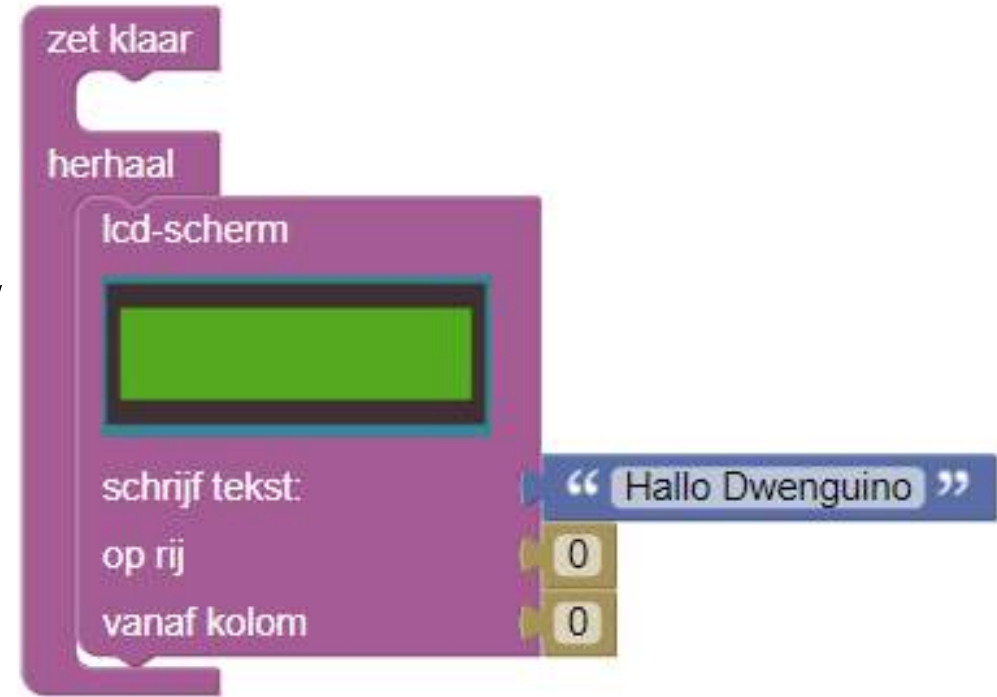 zet klaar
herhaal
lcd-scherm
schrijf tekst: “ Hallo Dwenguino ”
op rij 0
vanaf kolom 0